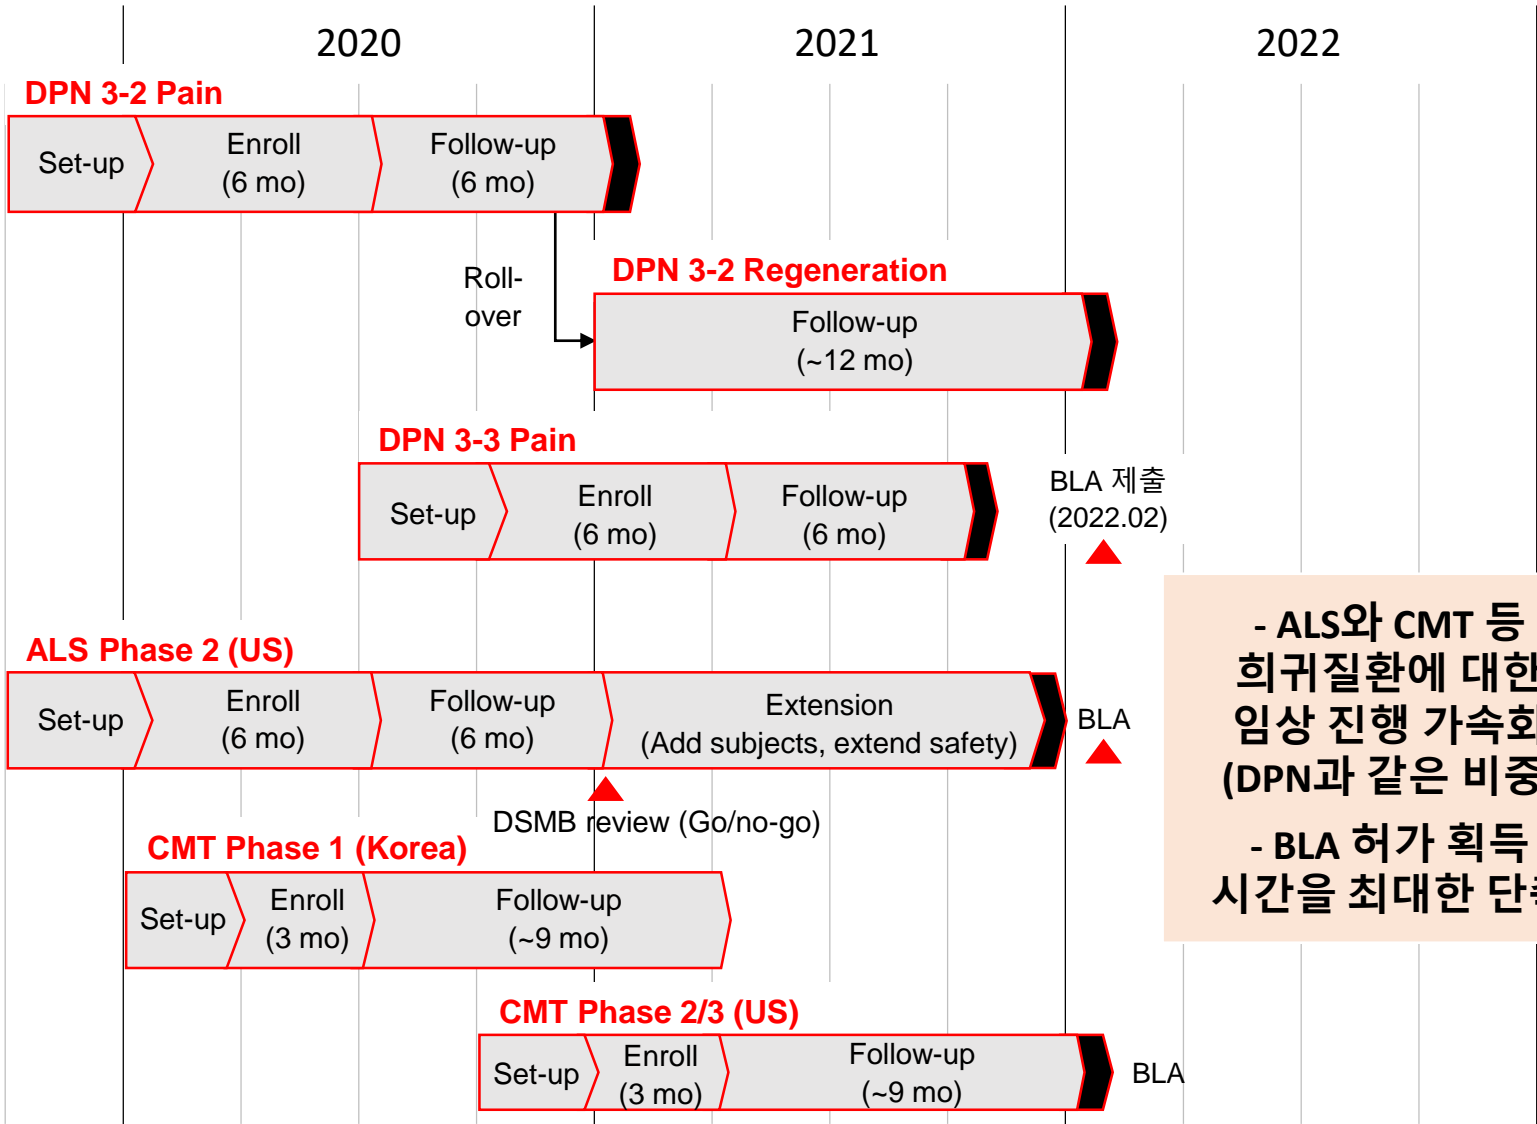 2020
2021
2022
DPN 3-2 Pain
Set-up
Enroll
(6 mo)
Follow-up
(6 mo)
Roll-
over
DPN 3-2 Regeneration
Follow-up
(~12 mo)
DPN 3-3 Pain
Set-up
Enroll
(6 mo)
Follow-up
(6 mo)
BLA 제출
(2022.02)
ALS Phase 2 (US)
Set-up
Enroll
(6 mo)
Follow-up
(6 mo)
Extension
(Add subjects, extend safety)
BLA
DSMB review (Go/no-go)
- ALS와 CMT 등
희귀질환에 대한
임상 진행 가속화
(DPN과 같은 비중
- BLA 허가 획득
시간을 최대한
CMT Phase 1 (Korea)
Set-up
Enroll
(3 mo)
Follow-up
(~9 mo)
CMT Phase 2/3 (US)
Set-up
Enroll
(3 mo)
Follow-up
(~9 mo)
BLA